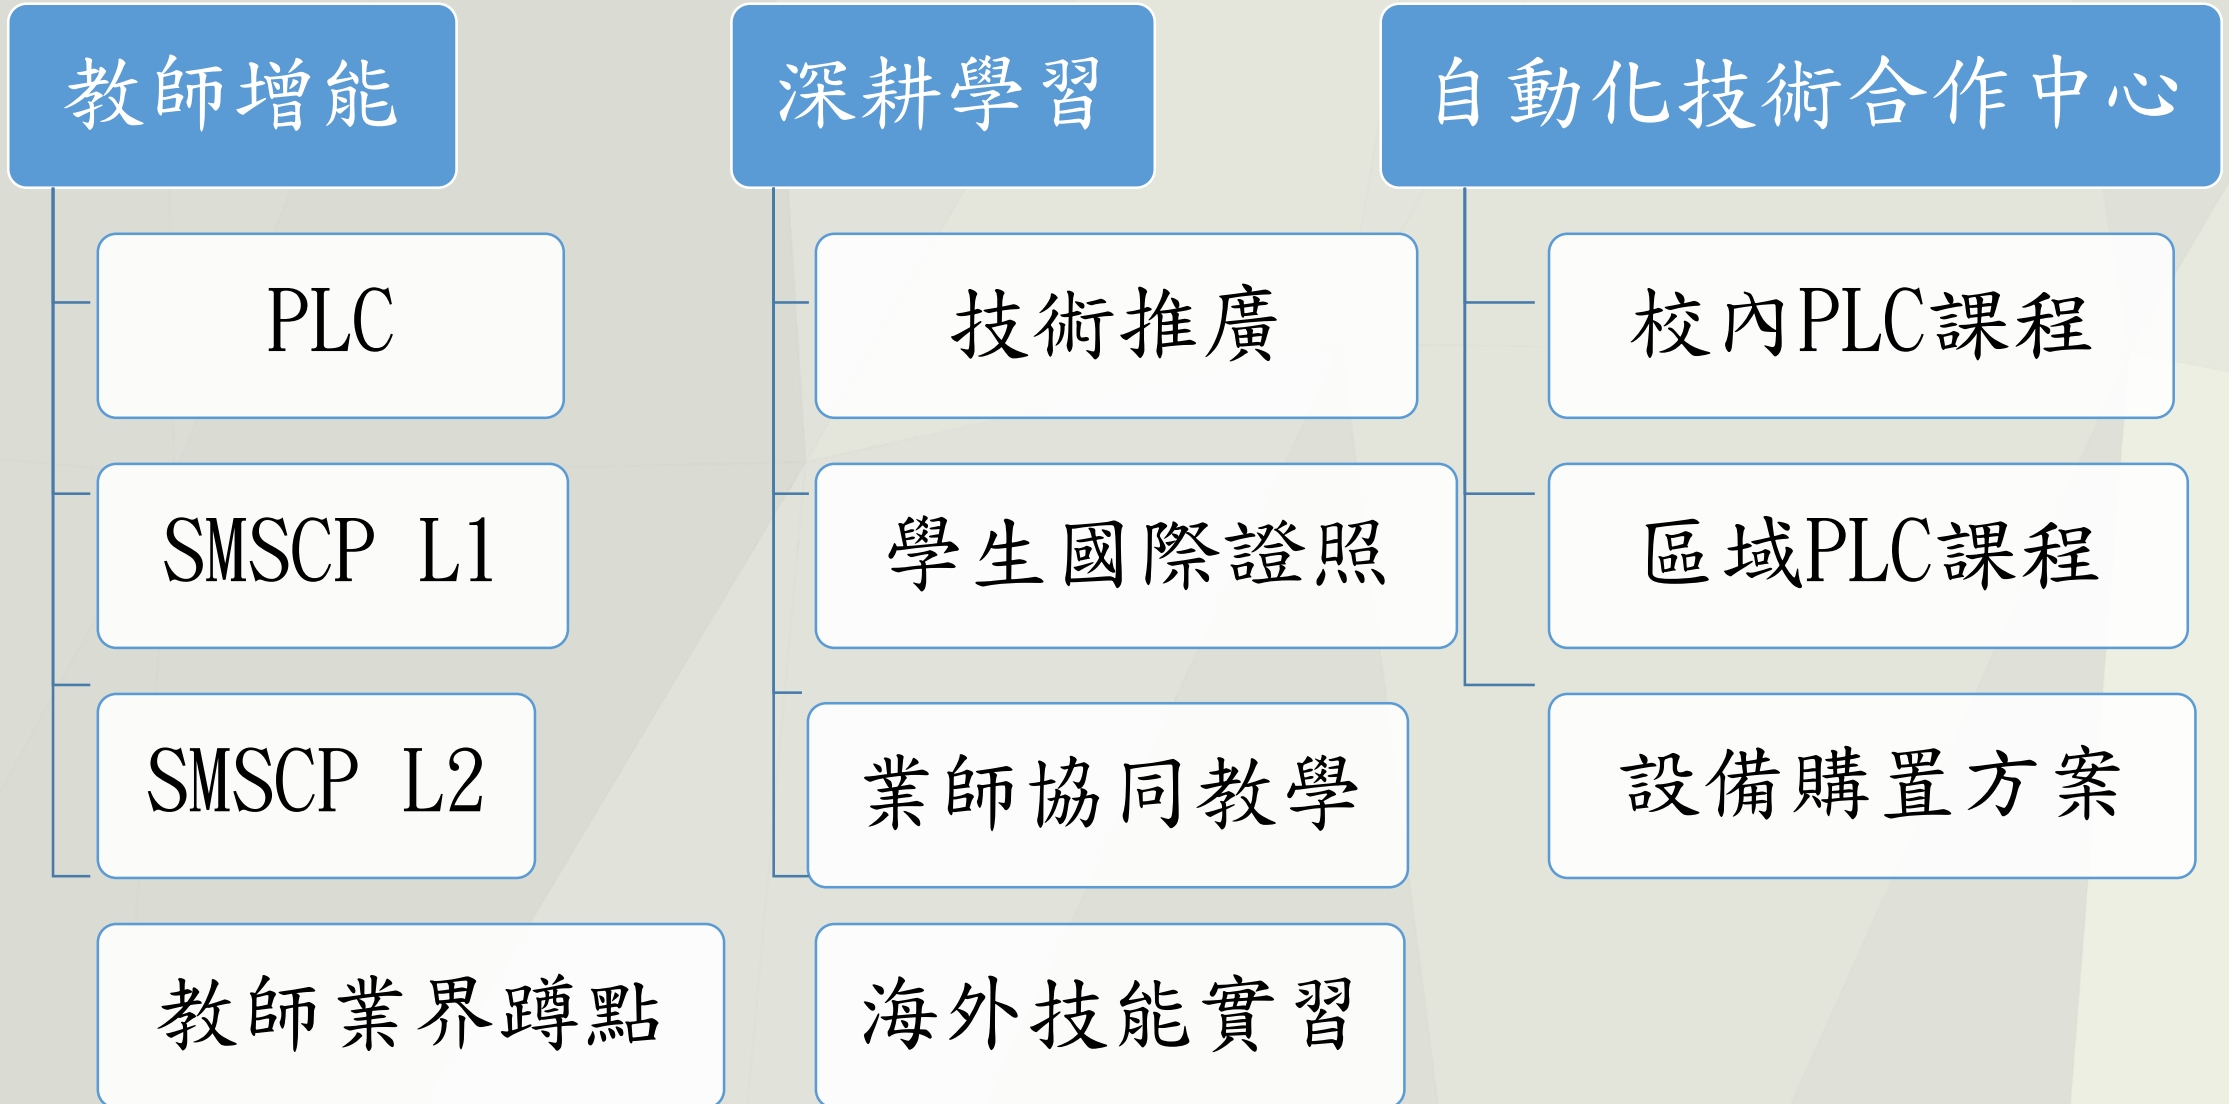 教師增能
PLC
SMSCP L1
SMSCP L2
教師業界蹲點
深耕學習
技術推廣
學生國際證照
業師協同教學
海外技能實習
自動化技術合作中心
校內PLC課程
區域PLC課程
設備購置方案